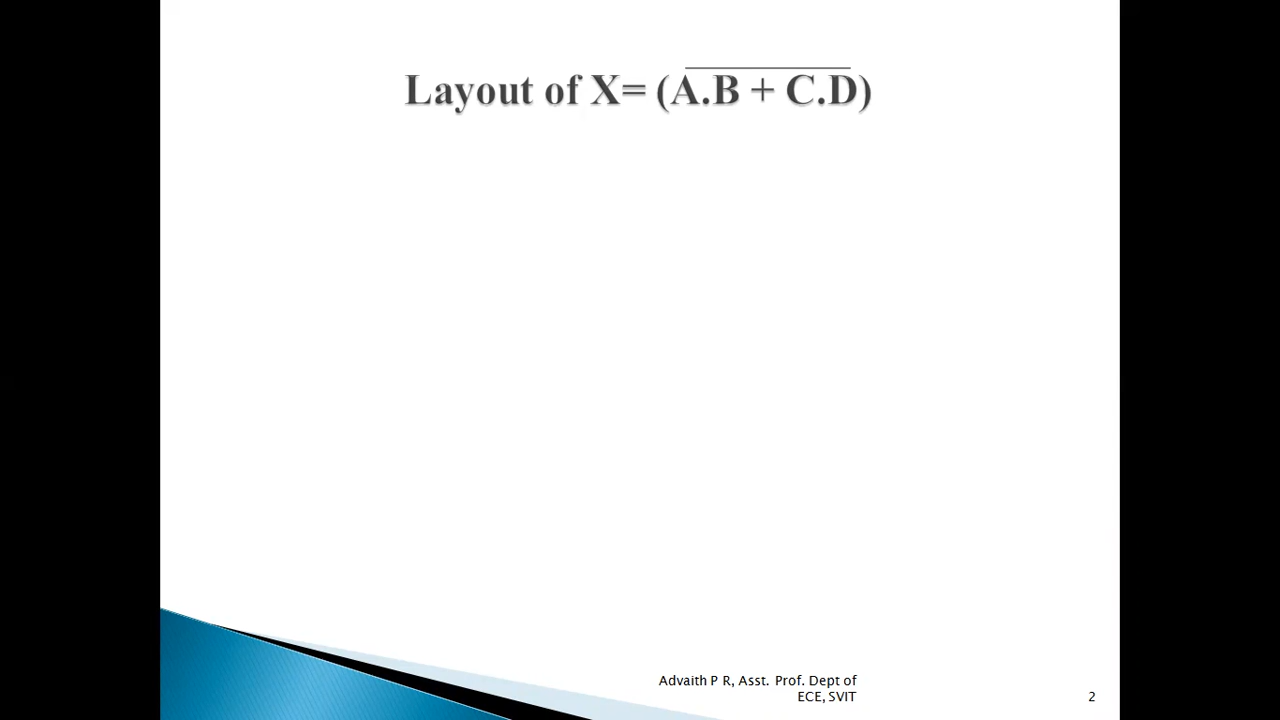 Layout of X= (A.B + C.D)
Advaith P R, Asst. Prof. Dept of
ECE, SVIT
2